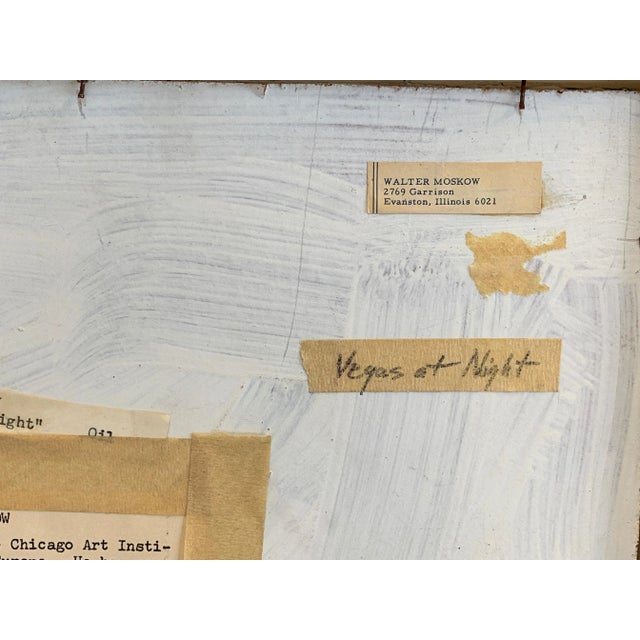 WALTER MOSKOW
2769 Garrison
Evanston, Illinois 6021
Vegas at Night
ight" Oil
OW
Chicago Art Insti-